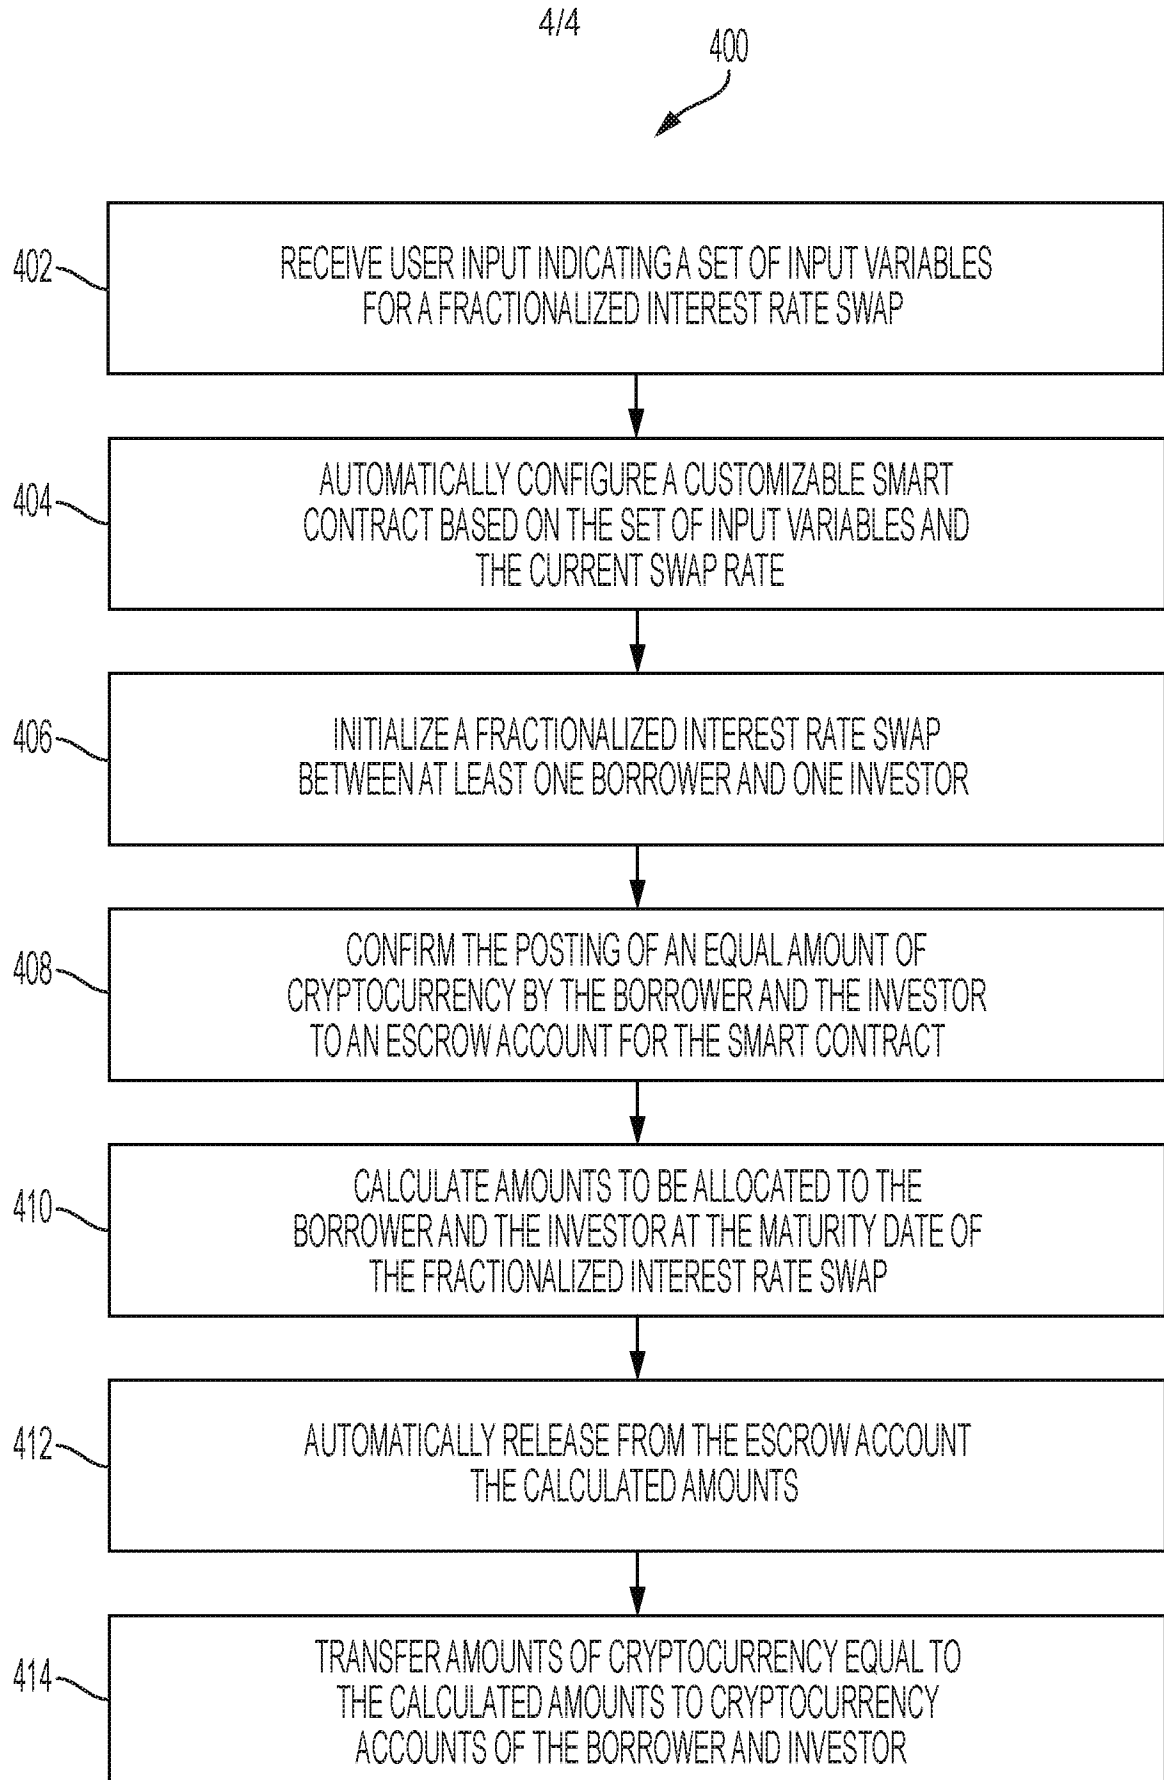 4/4
400
402
RECEIVE USER INPUT INDICATING A SET OF INPUT VARIABLES
FOR A FRACTIONALIZED INTEREST RATE SWAP
404
AUTOMATICALLY CONFIGURE A CUSTOMIZABLE SMART
CONTRACT BASED ON THE SET OF INPUT VARIABLES AND
THE CURRENT SWAP RATE
406
INITIALIZE A FRACTIONALIZED INTEREST RATE SWAP
BETWEEN AT LEAST ONE BORROWER AND ONE INVESTOR
408
CONFIRM THE POSTING OF AN EQUAL AMOUNT OF
CRYPTOCURRENCY BY THE BORROWER AND THE INVESTOR
TO AN ESCROW ACCOUNT FOR THE SMART CONTRACT
410
CALCULATE AMOUNTS TO BE ALLOCATED TO THE
BORROWER AND THE INVESTOR AT THE MATURITY DATE OF
THE FRACTIONALIZED INTEREST RATE SWAP
412
AUTOMATICALLY RELEASE FROM THE ESCROW ACCOUNT
THE CALCULATED AMOUNTS
414
TRANSFER AMOUNTS OF CRYPTOCURRENCY EQUAL TO
THE CALCULATED AMOUNTS TO CRYPTOCURRENCY
ACCOUNTS OF THE BORROWER AND INVESTOR